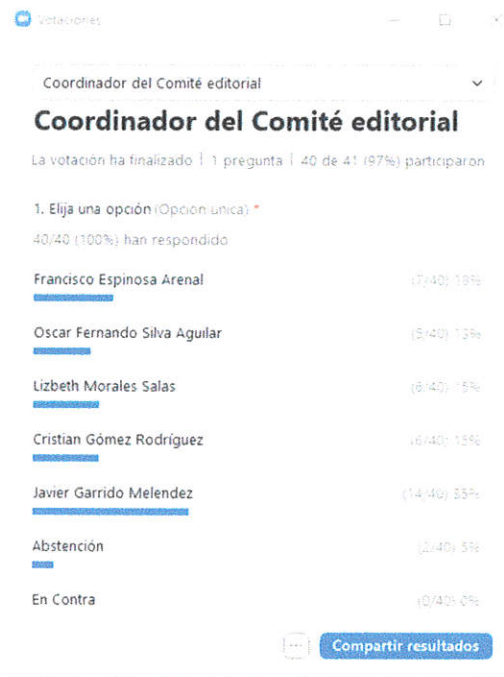 Votaciones
Coordinador del Comité editorial
Coordinador del Comité editorial
La votación ha finalizado | 1 pregunta | 40 de 41 (97%) participaron
1. Elija una opción (Opción única) *
40/40 (100%) han respondido
Francisco Espinosa Arenal (7/40) 18%
Oscar Fernando Silva Aguilar (5/40) 13%
Lizbeth Morales Salas (6/40) 15%
Cristian Gómez Rodríguez (6/40) 15%
Javier Garrido Melendez (14/40) 35%
Abstención (2/40) 5%
En Contra (0/40) 0%
Compartir resultados